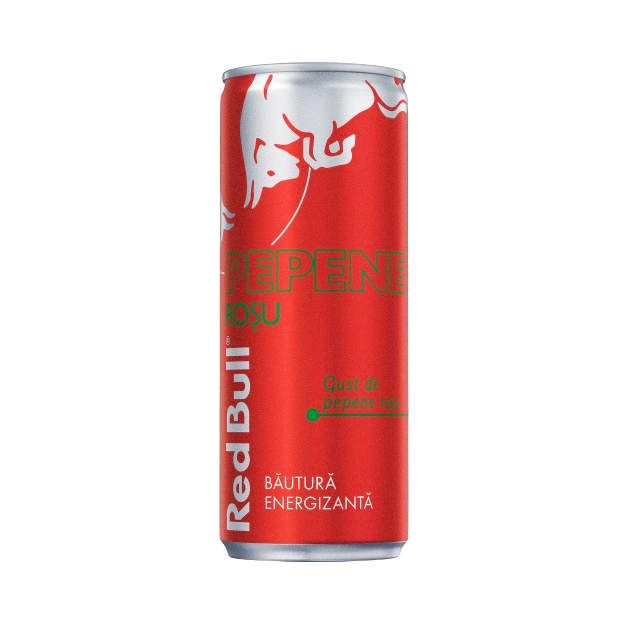 PEPENE
ROȘU
Red Bull®
Gust de
pepene
BĂUTURĂ
ENERGIZANTĂ